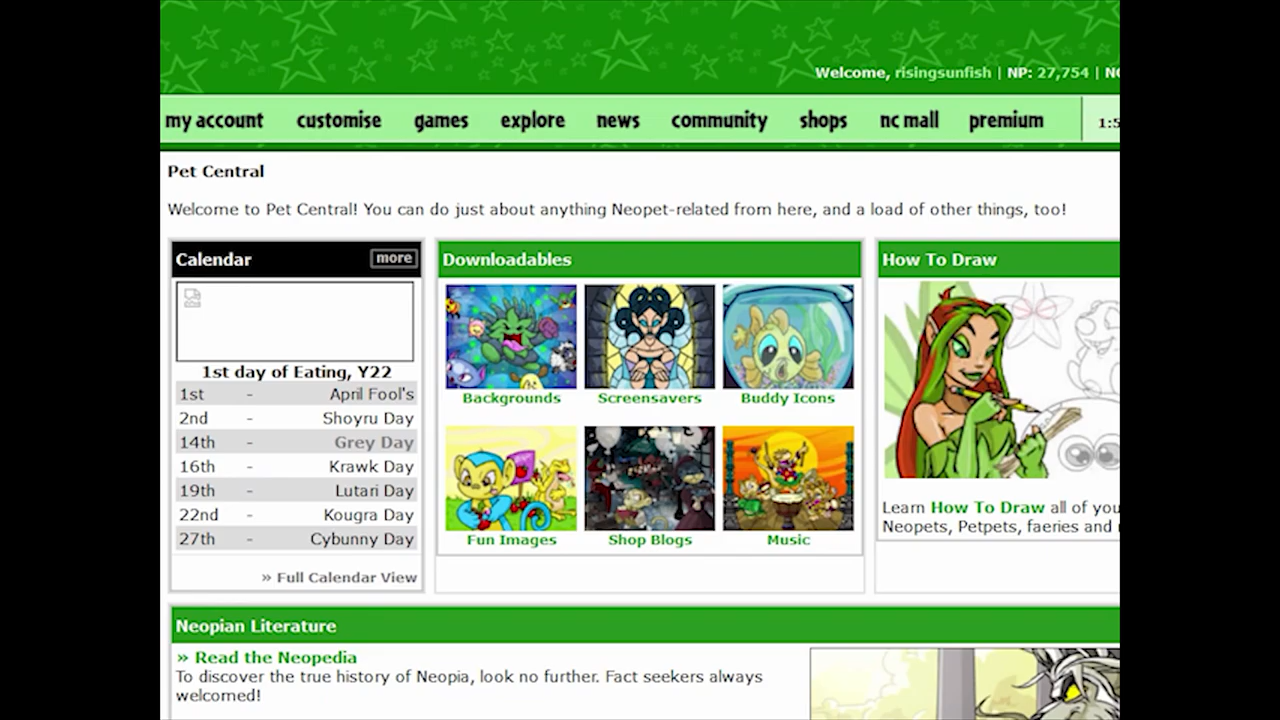 Welcome, risingsunfish | NP: 27,754 |
my account customise games explore news community shops nc mall premium
Pet Central
Welcome to Pet Central! You can do just about anything Neopet-related from here, and a load of other things, too!
Calendar more
1st day of Eating, Y22
1st - April Fool's
2nd - Shoyru Day
14th - Grey Day
16th - Krawk Day
19th - Lutari Day
22nd - Kougra Day
27th - Cybunny Day
» Full Calendar View
Downloadables
Backgrounds Screensavers Buddy Icons
Fun Images Shop Blogs Music
How To Draw
Learn How To Draw all of
Neopets, Petpets, faeries and
Neopian Literature
» Read the Neopedia
To discover the true history of Neopia, look no further. Fact seekers always
welcomed!